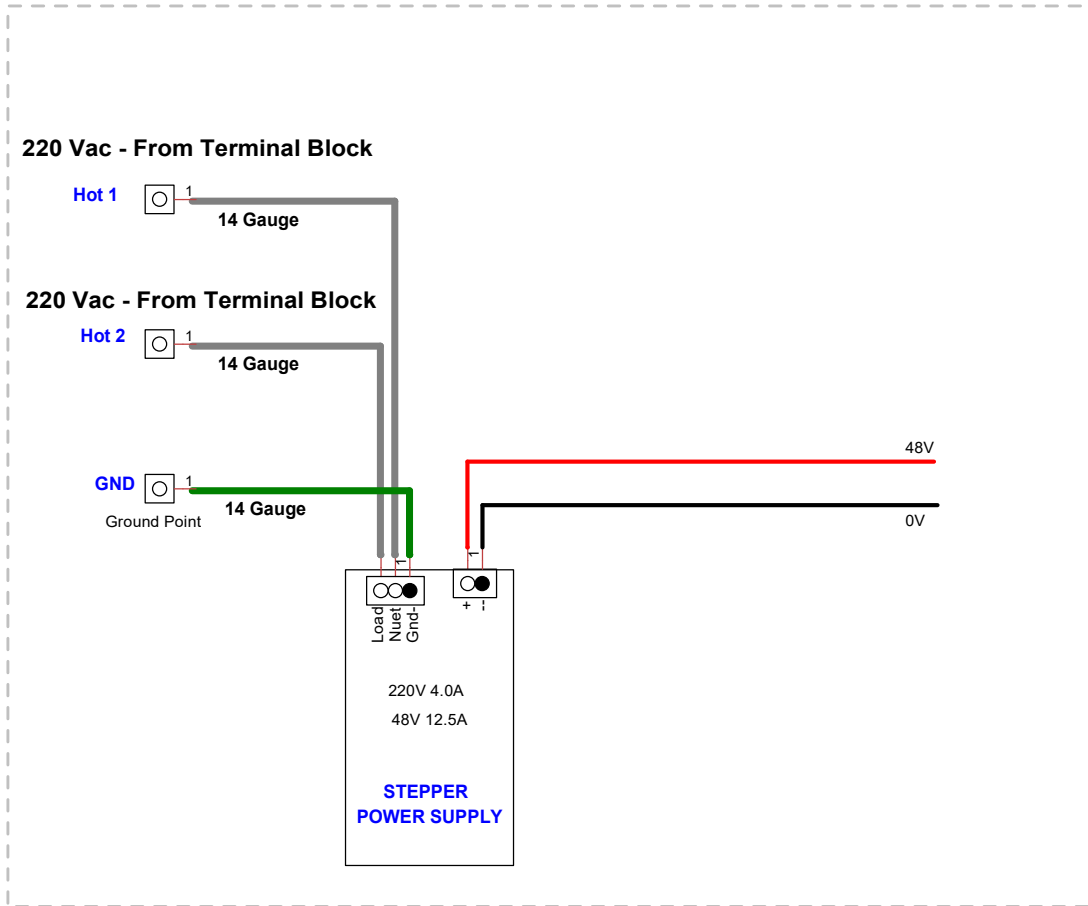 220 Vac - From Terminal Block
Hot 1
1
14 Gauge
220 Vac - From Terminal Block
Hot 2
1
14 Gauge
GND
1
14 Gauge
Ground Point
48V
0V
1
1
Load
Nuet
Gnd-
+
--
220V 4.0A
48V 12.5A
STEPPER
POWER SUPPLY